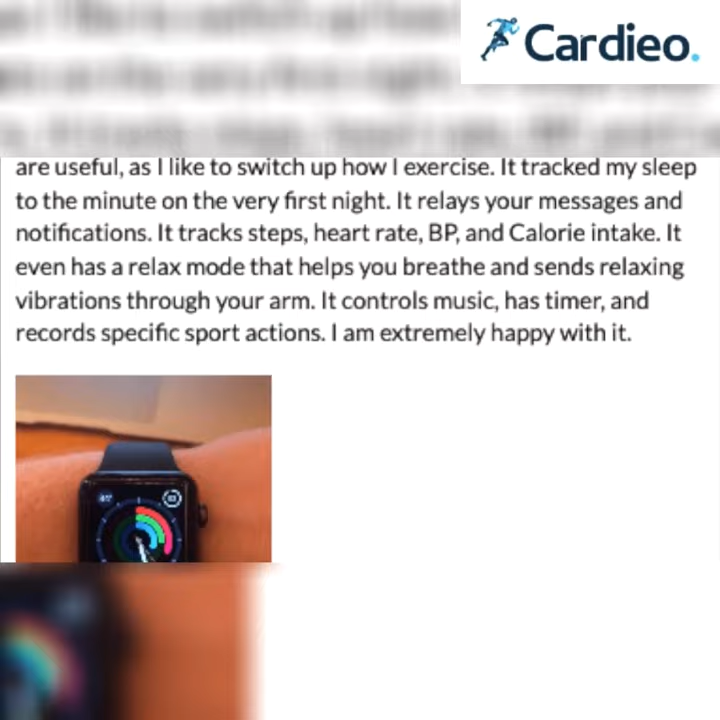 Cardieo.
are useful, as I like to switch up how I exercise. It tracked my sleep
to the minute on the very first night. It relays your messages and
notifications. It tracks steps, heart rate, BP, and Calorie intake. It
even has a relax mode that helps you breathe and sends relaxing
vibrations through your arm. It controls music, has timer, and
records specific sport actions. I am extremely happy with it.